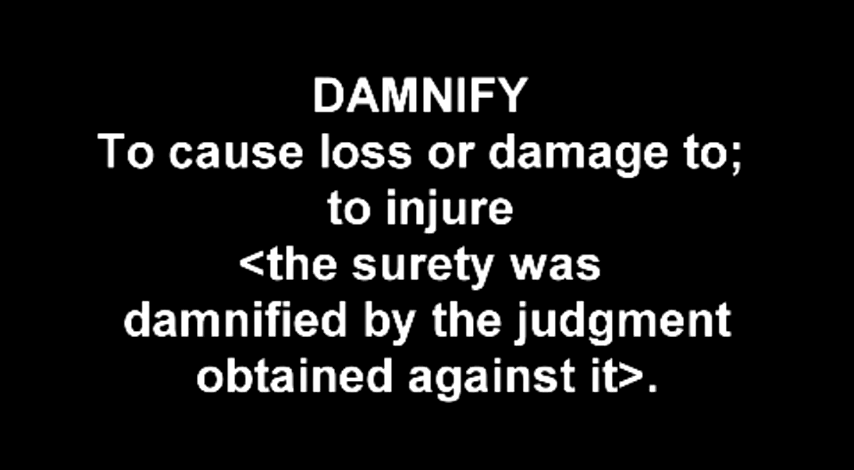 DAMNIFY
To cause loss or damage to;
to injure
<the surety was
damnified by the judgment
obtained against it>.